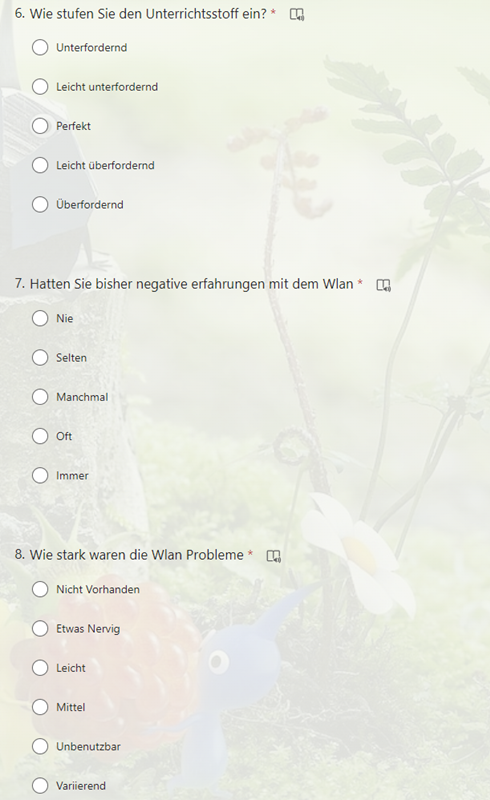 6. Wie stufen Sie den Unterrichtsstoff ein? *
Unterfordernd
Leicht unterfordernd
Perfekt
Leicht überfordernd
Überfordernd
7. Hatten Sie bisher negative erfahrungen mit dem Wlan *
Nie
Selten
Manchmal
Oft
Immer
8. Wie stark waren die Wlan Probleme *
Nicht Vorhanden
Etwas Nervig
Leicht
Mittel
Unbenutzbar
Variierend